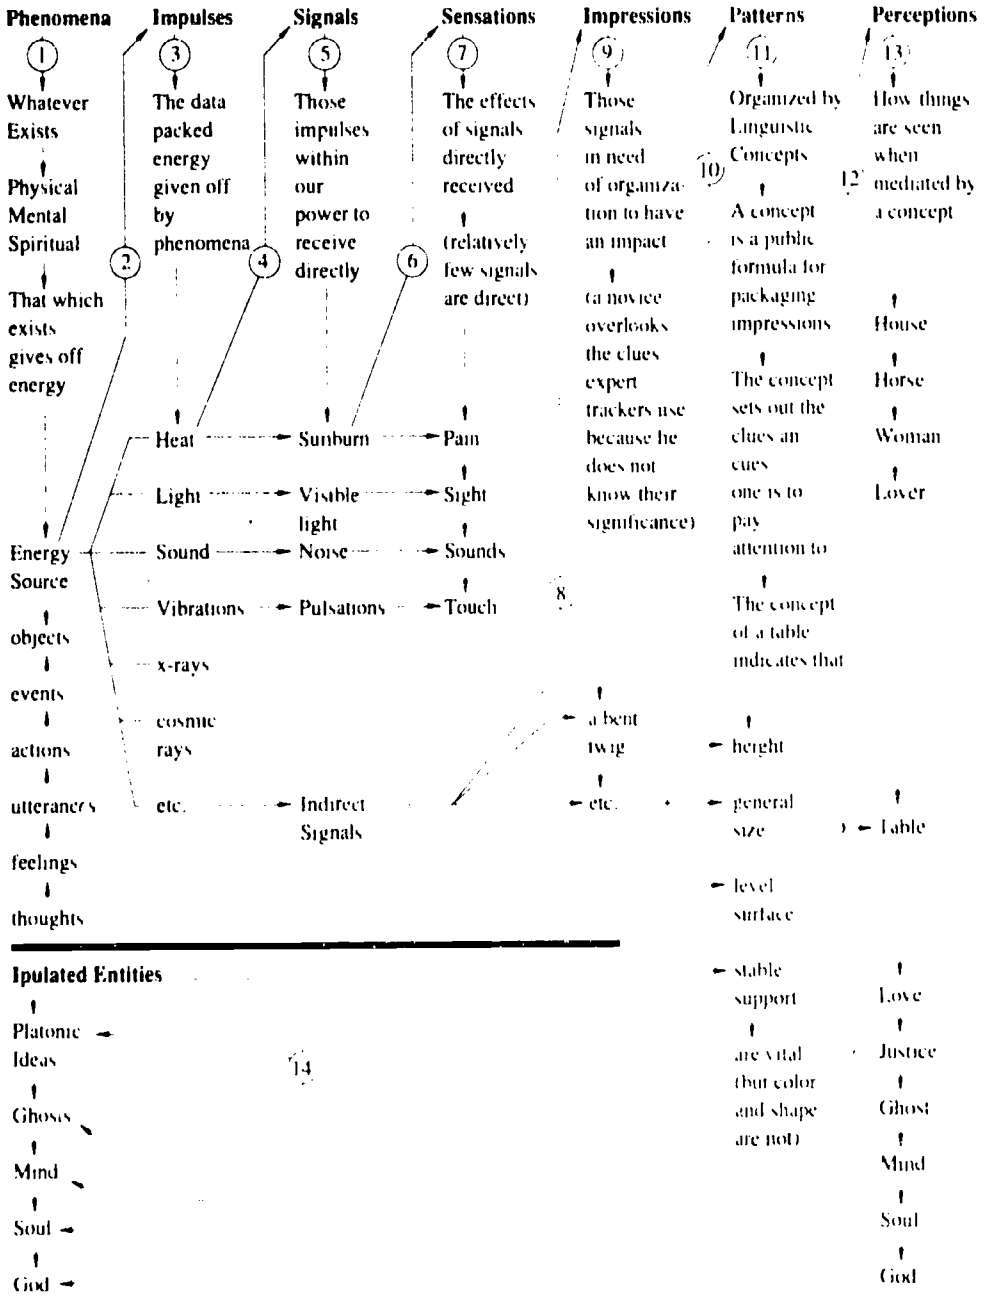 Phenomena
1
Whatever
Exists
Physical
Mental
Spiritual
That which
exists
gives off
energy
Energy
Source
objects
events
actions
utterances
feelings
thoughts
Impulses
3
The data
packed
energy
given off
by
phenomena
2
Heat
Light
Sound
Vibrations
x-rays
cosmic
rays
etc.
Signals
5
Those
impulses
within
our
power to
receive
directly
4
Sunburn
Visible
light
Noise
Pulsations
Indirect
Signals
Sensations
7
The effects
of signals
directly
received
(relatively
few signals
are direct)
6
Pain
Sight
Sounds
Touch
8
Impressions
9
Those
signals
in need
of organiza-
tion to have
an impact
(a novice
overlooks
the clues
expert
trackers use
because he
does not
know their
significance)
a bent
twig
etc.
Patterns
11
Organized by
Linguistic
Concepts
10
A concept
is a public
formula for
packaging
impressions
The concept
sets out the
clues an
cues
one is to
pay
attention to
The concept
of a table
indicates that
height
general
size
level
surface
stable
support
are vital
(but color
and shape
are not)
Perceptions
13
How things
are seen
when
mediated by
a concept
12
House
Horse
Woman
Lover
Table
Love
Justice
Ghost
Mind
Soul
God
Ipulated Entities
Platonic
Ideas
Ghosts
Mind
Soul
God
14